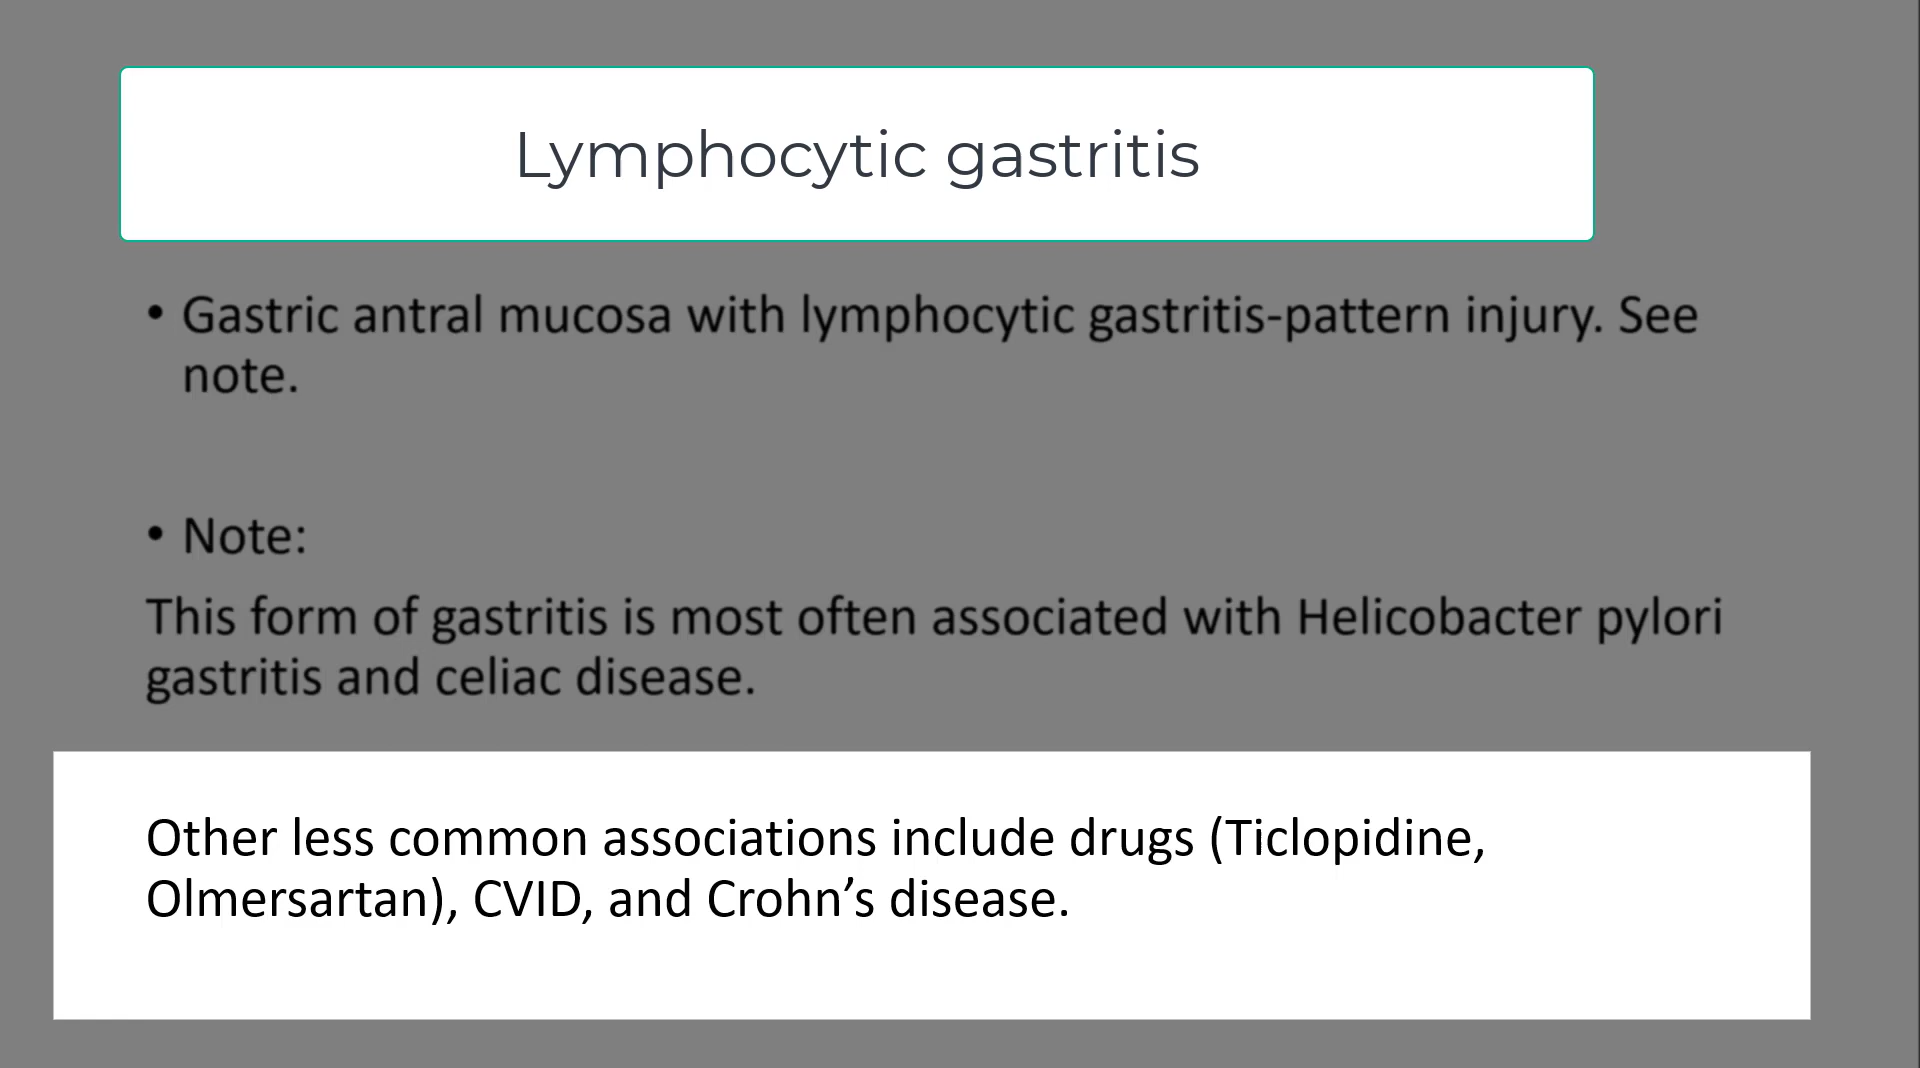 Lymphocytic gastritis
• Gastric antral mucosa with lymphocytic gastritis-pattern injury. See
note.
• Note:
This form of gastritis is most often associated with Helicobacter pylori
gastritis and celiac disease.
Other less common associations include drugs (Ticlopidine,
Olmersartan), CVID, and Crohn’s disease.